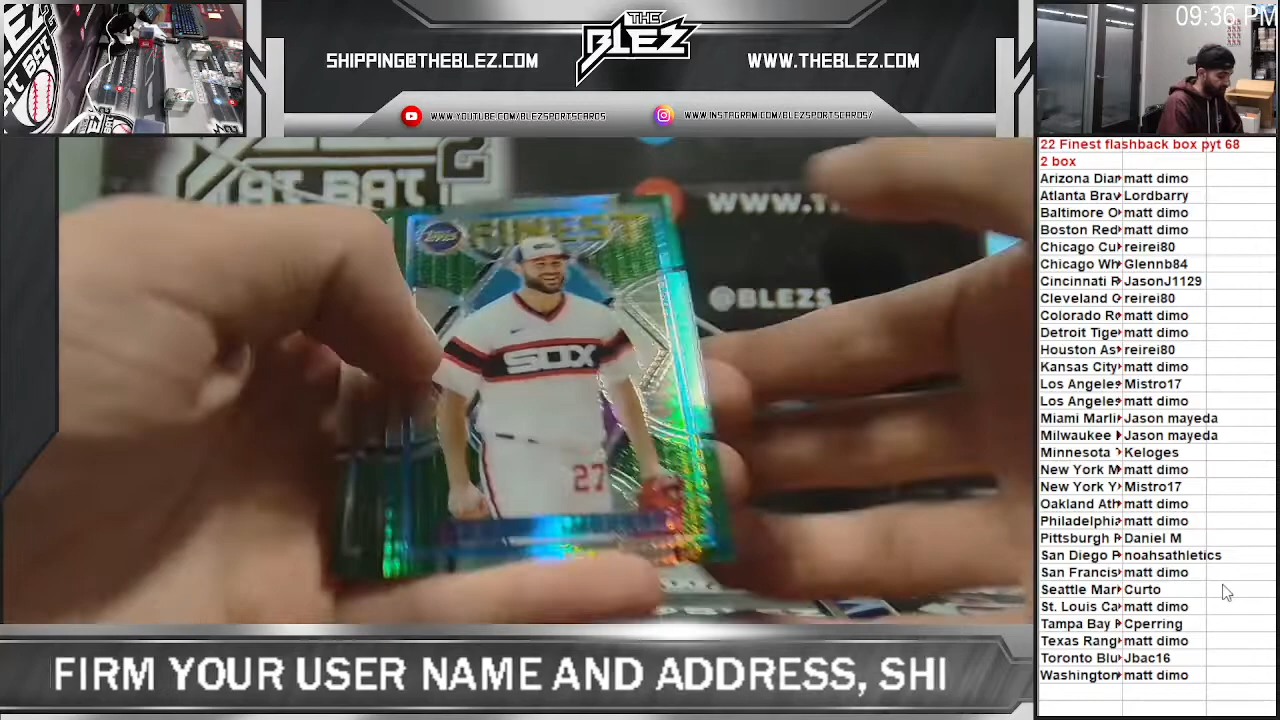 09:36 PM
THE
BLEZ
SHIPPING@THEBLEZ.COM
WWW.THEBLEZ.COM
WWW.YOUTUBE.COM/BLEZSPORTSCARDS
WWW.INSTAGRAM.COM/BLEZSPORTSCARDS/
AT BAT
WWW.T
@BLEZS
FINEST
SOX
27
22 Finest flashback box pyt 68
2 box
Arizona Diar matt dimo
Atlanta Brav Lordbarry
Baltimore O matt dimo
Boston Red matt dimo
Chicago Cu reirei80
Chicago Wh Glennb84
Cincinnati R JasonJ1129
Cleveland G reirei80
Colorado Ro matt dimo
Detroit Tige matt dimo
Houston As reirei80
Kansas City matt dimo
Los Angeles Mistro17
Los Angeles matt dimo
Miami Marli Jason mayeda
Milwaukee Jason mayeda
Minnesota Keloges
New York M matt dimo
New York Y Mistro17
Oakland Ath matt dimo
Philadelphia matt dimo
Pittsburgh P Daniel M
San Diego P noahsathletics
San Francis matt dimo
Seattle Mar Curto
St. Louis Ca matt dimo
Tampa Bay Cperring
Texas Rang matt dimo
Toronto Blu Jbac16
Washington matt dimo
FIRM YOUR USER NAME AND ADDRESS, SHI